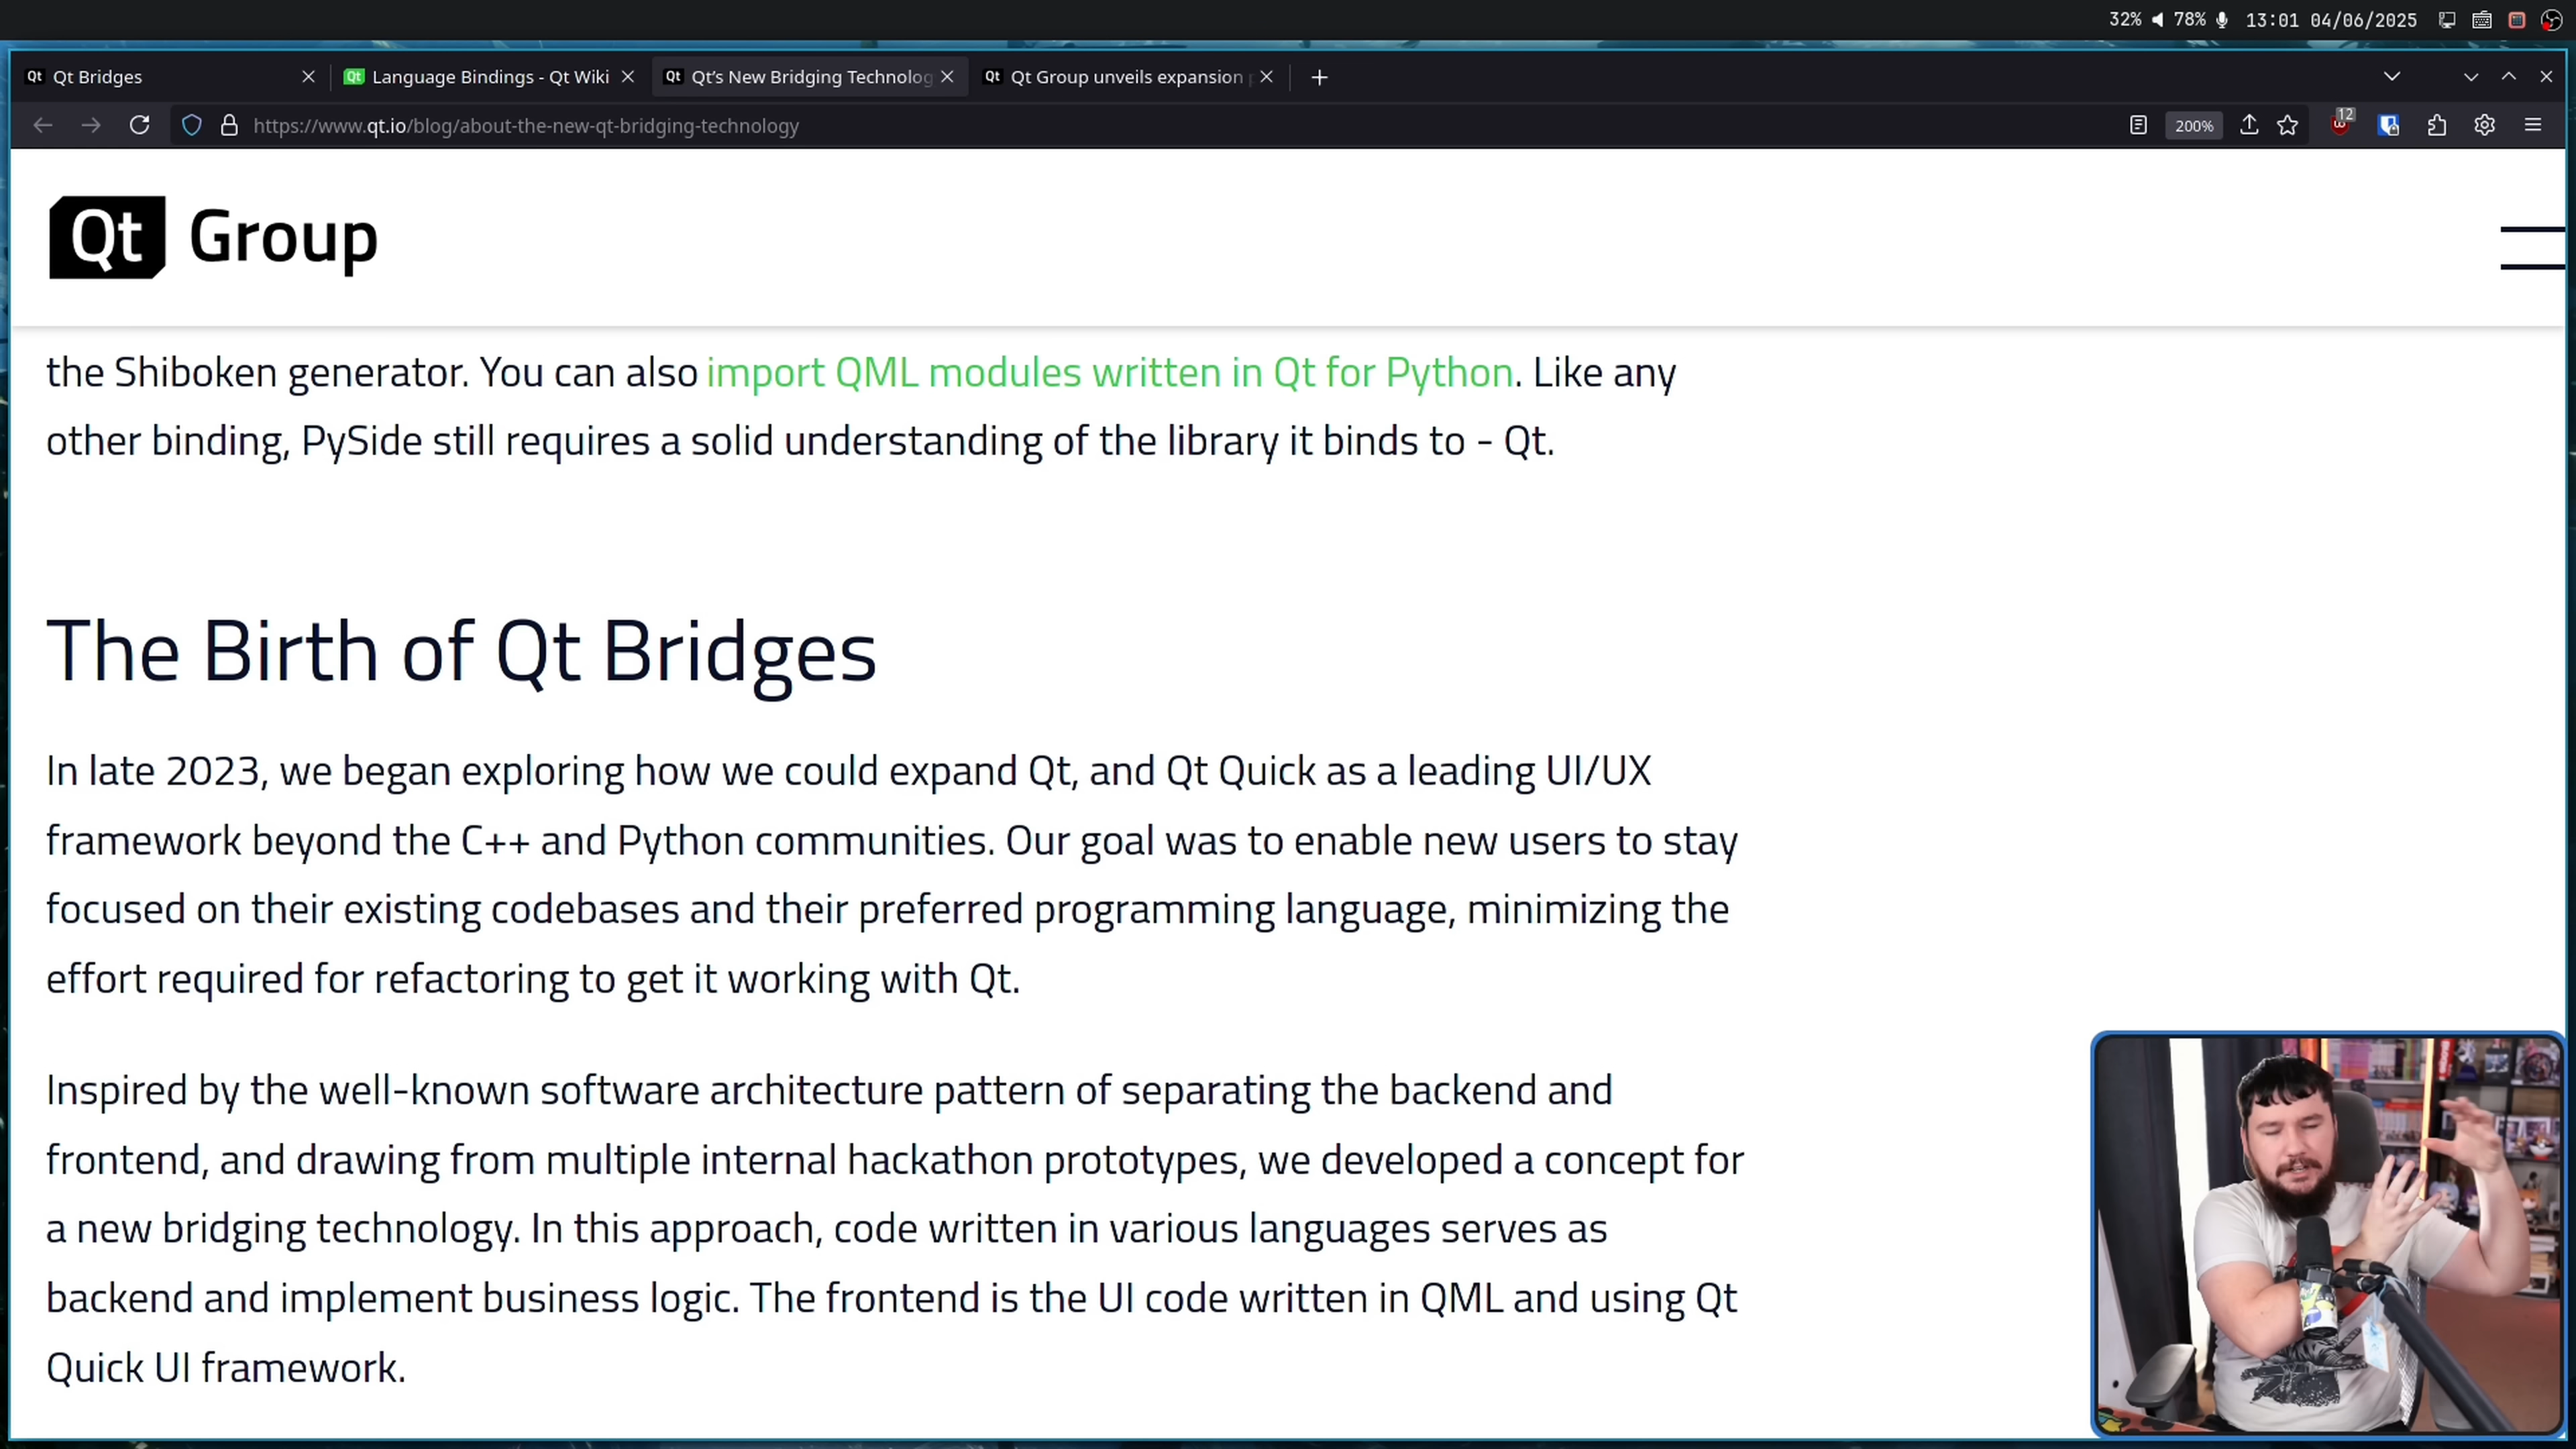 32% 78% 13:01 04/06/2025
Qt Qt Bridges
Qt Language Bindings - Qt Wiki
Qt Qt's New Bridging Technolog
Qt Qt Group unveils expansion
https://www.qt.io/blog/about-the-new-qt-bridging-technology
200%
12
Qt Group
the Shiboken generator. You can also import QML modules written in Qt for Python. Like any
other binding, PySide still requires a solid understanding of the library it binds to - Qt.
The Birth of Qt Bridges
In late 2023, we began exploring how we could expand Qt, and Qt Quick as a leading UI/UX
framework beyond the C++ and Python communities. Our goal was to enable new users to stay
focused on their existing codebases and their preferred programming language, minimizing the
effort required for refactoring to get it working with Qt.
Inspired by the well-known software architecture pattern of separating the backend and
frontend, and drawing from multiple internal hackathon prototypes, we developed a concept for
a new bridging technology. In this approach, code written in various languages serves as
backend and implement business logic. The frontend is the UI code written in QML and using Qt
Quick UI framework.